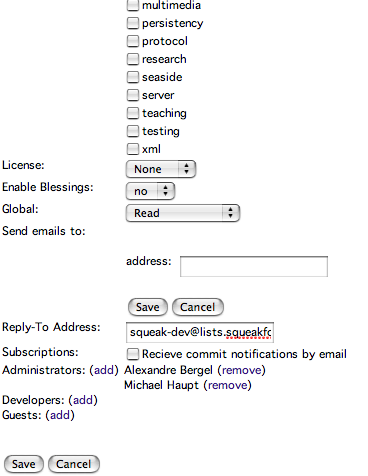 multimedia
persistency
protocol
research
seaside
server
teaching
testing
xml
License: None
Enable Blessings: no
Global: Read
Send emails to:
address:
Save Cancel
Reply-To Address: squeak-dev@lists.squeakfo
Subscriptions: Recieve commit notifications by email
Administrators: (add) Alexandre Bergel (remove)
Michael Haupt (remove)
Developers: (add)
Guests: (add)
Save Cancel